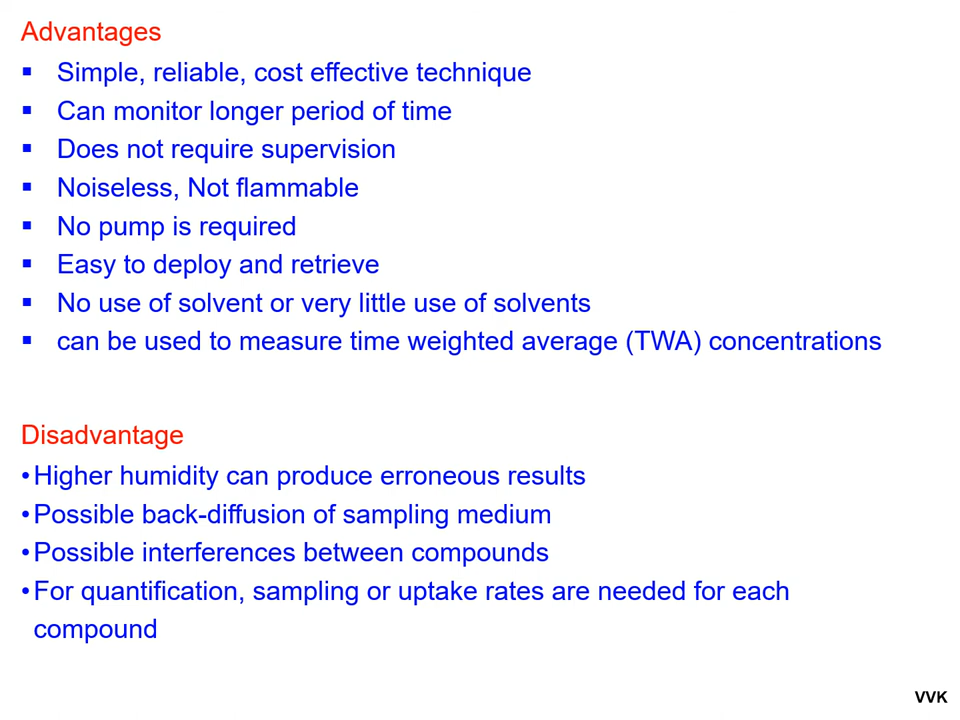 Advantages
▪ Simple, reliable, cost effective technique
▪ Can monitor longer period of time
▪ Does not require supervision
▪ Noiseless, Not flammable
▪ No pump is required
▪ Easy to deploy and retrieve
▪ No use of solvent or very little use of solvents
▪ can be used to measure time weighted average (TWA) concentrations
Disadvantage
• Higher humidity can produce erroneous results
• Possible back-diffusion of sampling medium
• Possible interferences between compounds
• For quantification, sampling or uptake rates are needed for each
compound
VVK